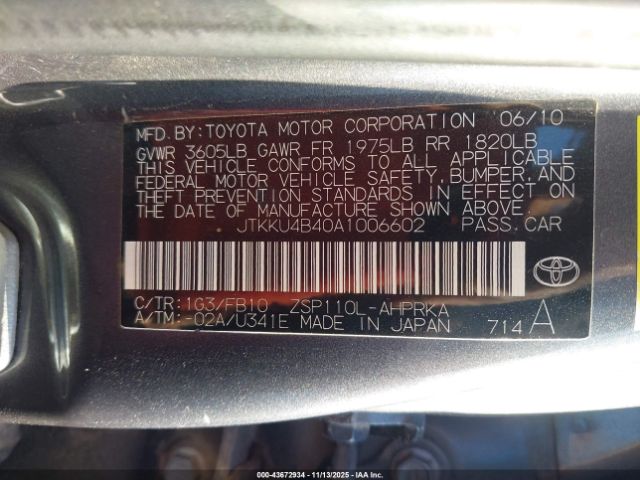 MFD. BY: TOYOTA MOTOR CORPORATION 06/10
GVWR 3605LB GAWR FR 1975LB RR 1820LB
THIS VEHICLE CONFORMS TO ALL APPLICABLE
FEDERAL MOTOR VEHICLE SAFETY, BUMPER, AND
THEFT PREVENTION STANDARDS IN EFFECT ON
THE DATE OF MANUFACTURE SHOWN ABOVE.
JTKKU4B40A1006602 PASS. CAR
C/TR: 1G3/FB10 ZSP110L-AHPRKA
A/TM: -02A/U341E MADE IN JAPAN 714 A
000-43672934 - 11/13/2025 - IAA Inc.